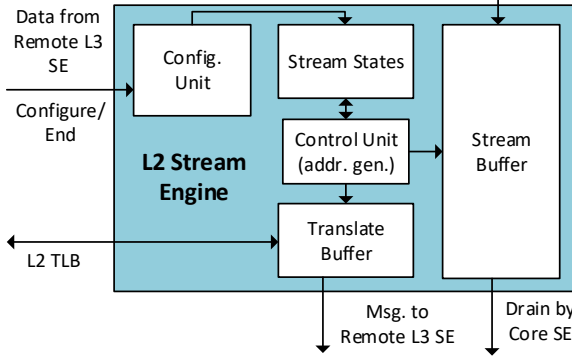 Data from
Remote L3
SE
Configure/
End
Config.
Unit
Stream States
Control Unit
(addr. gen.)
Stream
Buffer
L2 Stream
Engine
Translate
Buffer
L2 TLB
Msg. to
Remote L3 SE
Drain by
Core SE